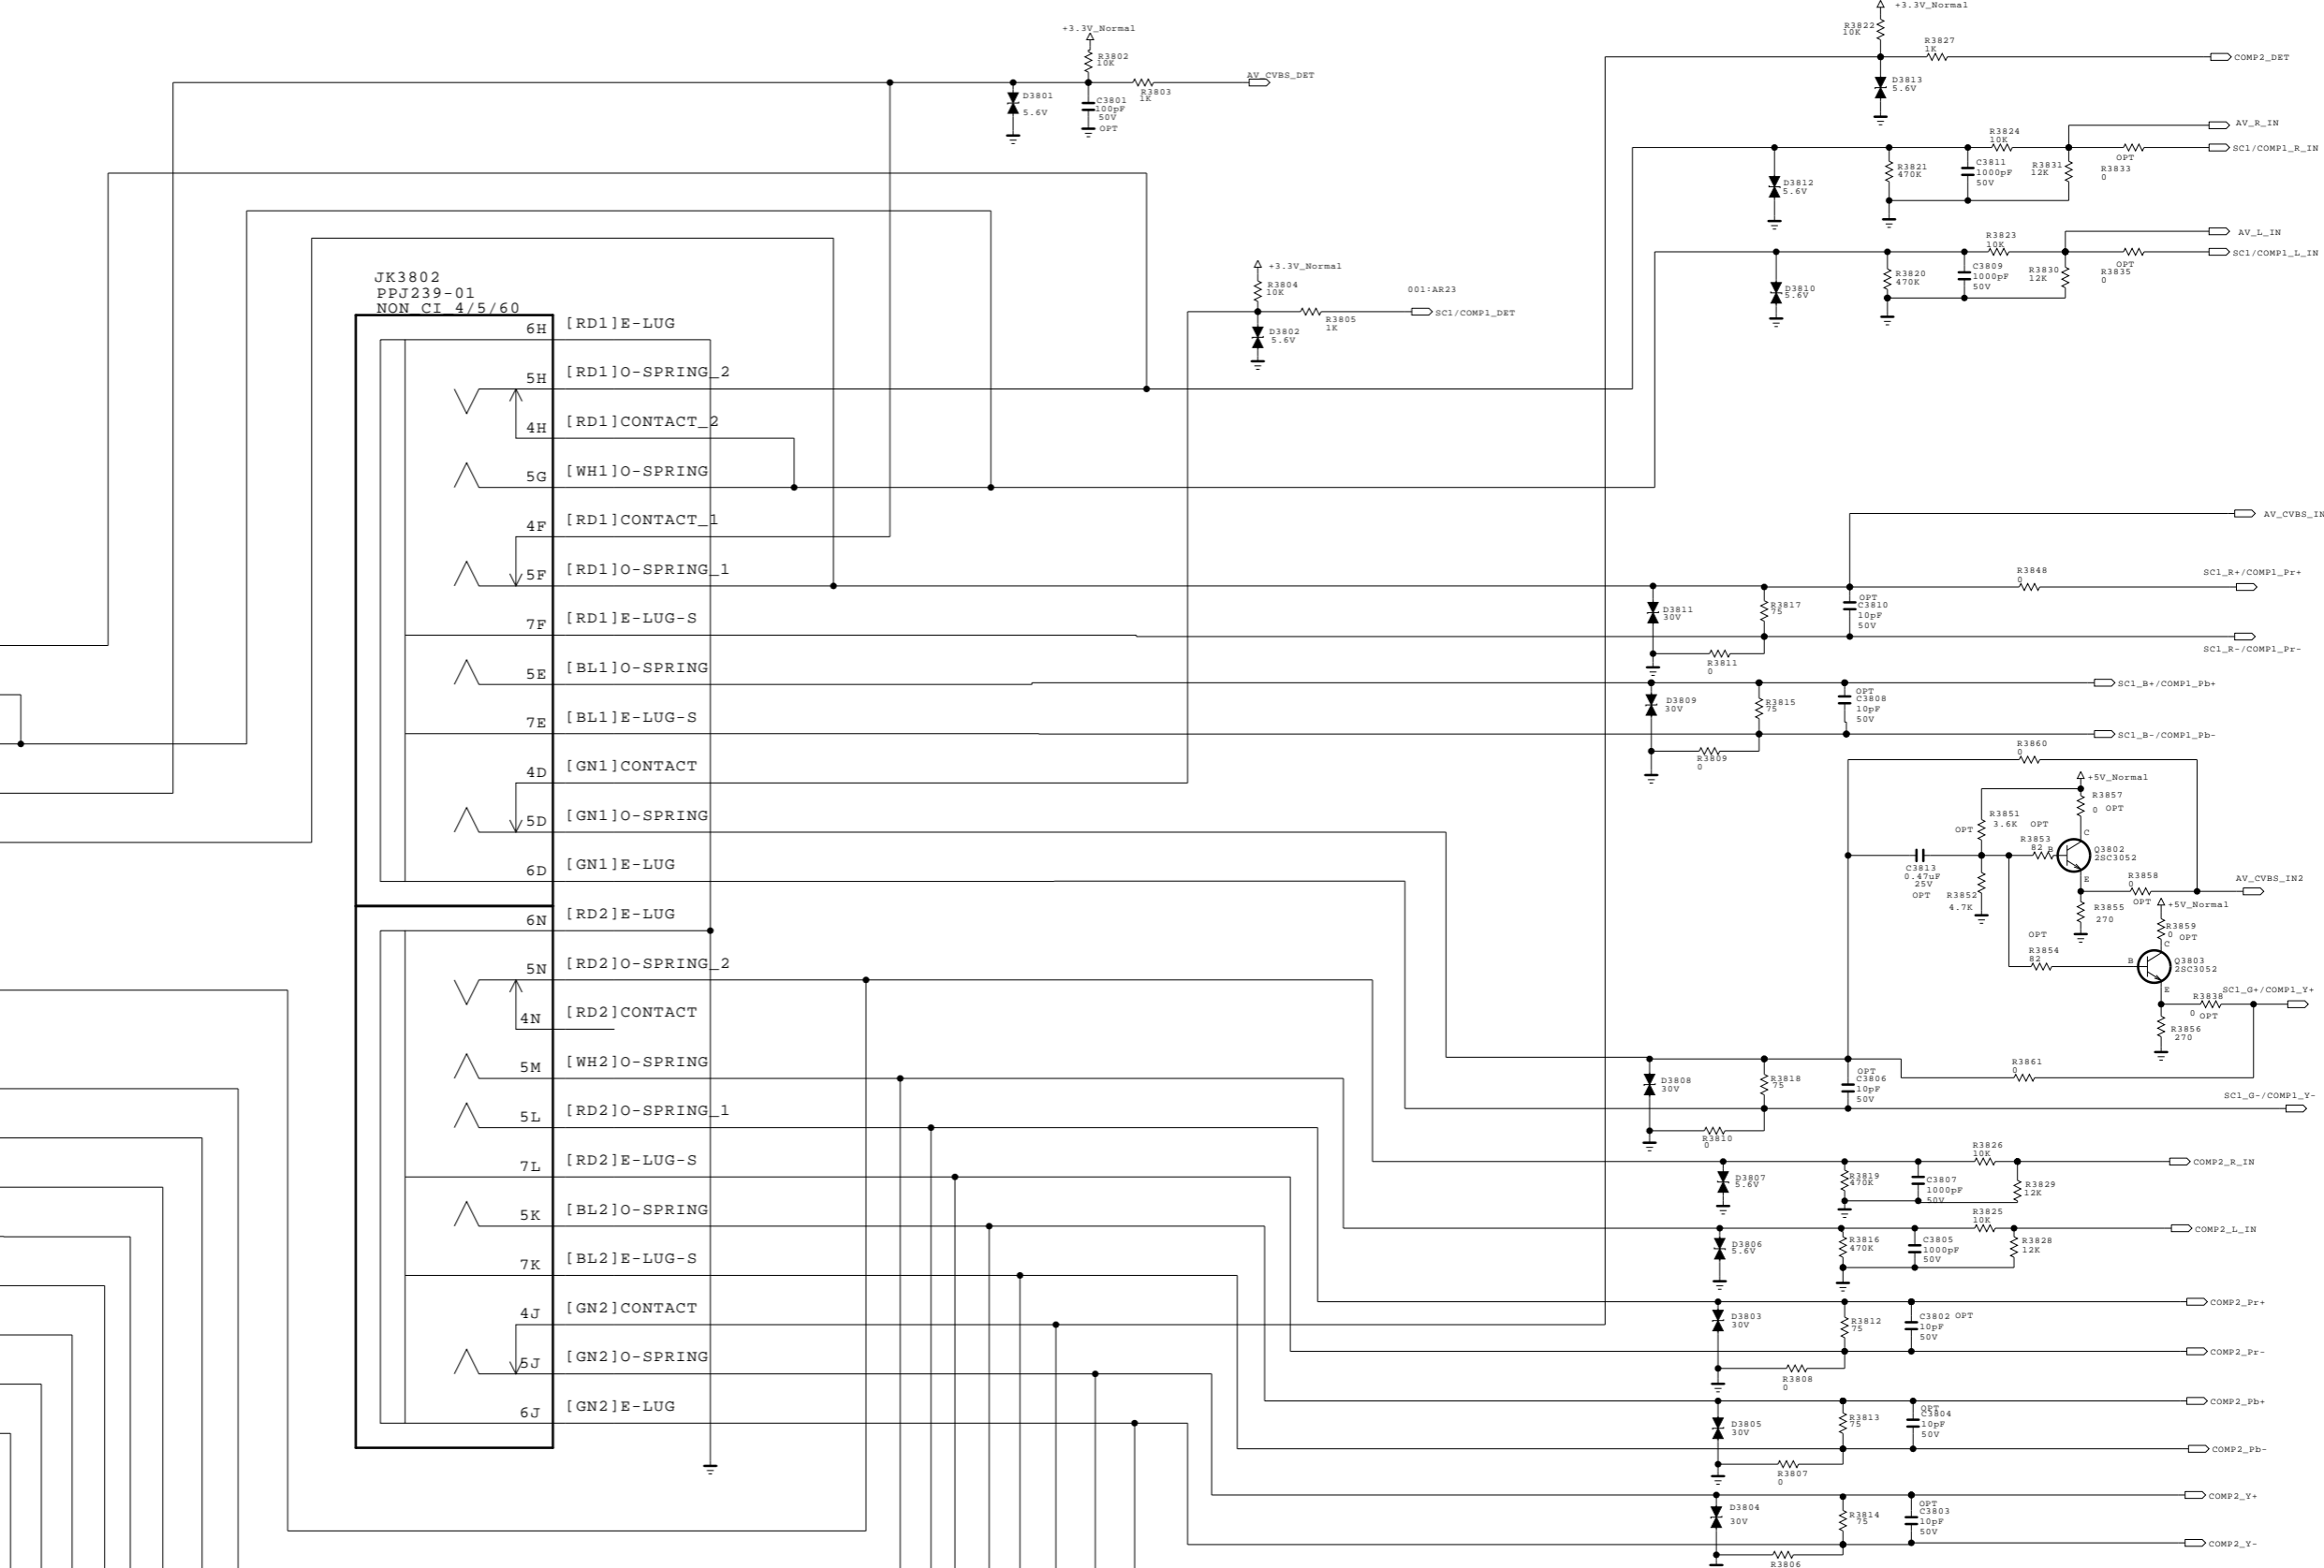 +3.3V_Normal
R3802
10K
AV_CVBS_DET
R3803
1K
D3801
5.6V
C3801
100pF
50V
OPT
+3.3V_Normal
R3822
10K
R3827
1K
COMP2_DET
D3813
5.6V
AV_R_IN
R3824
10K
SC1/COMP1_R_IN
OPT
R3833
0
R3821
470K
C3811
1000pF
50V
R3831
12K
D3812
5.6V
AV_L_IN
R3823
10K
SC1/COMP1_L_IN
OPT
R3835
0
R3820
470K
C3809
1000pF
50V
R3830
12K
D3810
5.6V
+3.3V_Normal
R3804
10K
001:AR23
SC1/COMP1_DET
R3805
1K
D3802
5.6V
JK3802
PPJ239-01
NON_CI_4/5/60
6H [RD1]E-LUG
5H [RD1]O-SPRING_2
4H [RD1]CONTACT_2
5G [WH1]O-SPRING
4F [RD1]CONTACT_1
5F [RD1]O-SPRING_1
7F [RD1]E-LUG-S
5E [BL1]O-SPRING
7E [BL1]E-LUG-S
4D [GN1]CONTACT
5D [GN1]O-SPRING
6D [GN1]E-LUG
6N [RD2]E-LUG
5N [RD2]O-SPRING_2
4N [RD2]CONTACT
5M [WH2]O-SPRING
5L [RD2]O-SPRING_1
7L [RD2]E-LUG-S
5K [BL2]O-SPRING
7K [BL2]E-LUG-S
4J [GN2]CONTACT
5J [GN2]O-SPRING
6J [GN2]E-LUG
AV_CVBS_IN
R3848
0
SC1_R+/COMP1_Pr+
D3811
30V
R3817
75
OPT
C3810
10pF
50V
SC1_R-/COMP1_Pr-
R3811
0
SC1_B+/COMP1_Pb+
D3809
30V
R3815
75
OPT
C3808
10pF
50V
SC1_B-/COMP1_Pb-
R3809
0
R3860
0
+5V_Normal
R3857
0 OPT
R3851
3.6K
OPT
OPT
R3853
82
B
C
E
Q3802
2SC3052
C3813
0.47uF
25V
OPT
R3852
4.7K
R3858
0
OPT
AV_CVBS_IN2
R3855
270
+5V_Normal
R3859
0 OPT
OPT
R3854
82
B
C
E
Q3803
2SC3052
SC1_G+/COMP1_Y+
R3838
0 OPT
R3856
270
R3861
0
D3808
30V
R3818
75
OPT
C3806
10pF
50V
SC1_G-/COMP1_Y-
R3810
0
R3826
10K
COMP2_R_IN
D3807
5.6V
R3819
470K
C3807
1000pF
50V
R3829
12K
R3825
10K
COMP2_L_IN
D3806
5.6V
R3816
470K
C3805
1000pF
50V
R3828
12K
COMP2_Pr+
D3803
30V
R3812
75
C3802 OPT
10pF
50V
COMP2_Pr-
R3808
0
COMP2_Pb+
D3805
30V
R3813
75
OPT
C3804
10pF
50V
COMP2_Pb-
R3807
0
COMP2_Y+
D3804
30V
R3814
75
OPT
C3803
10pF
50V
COMP2_Y-
R3806